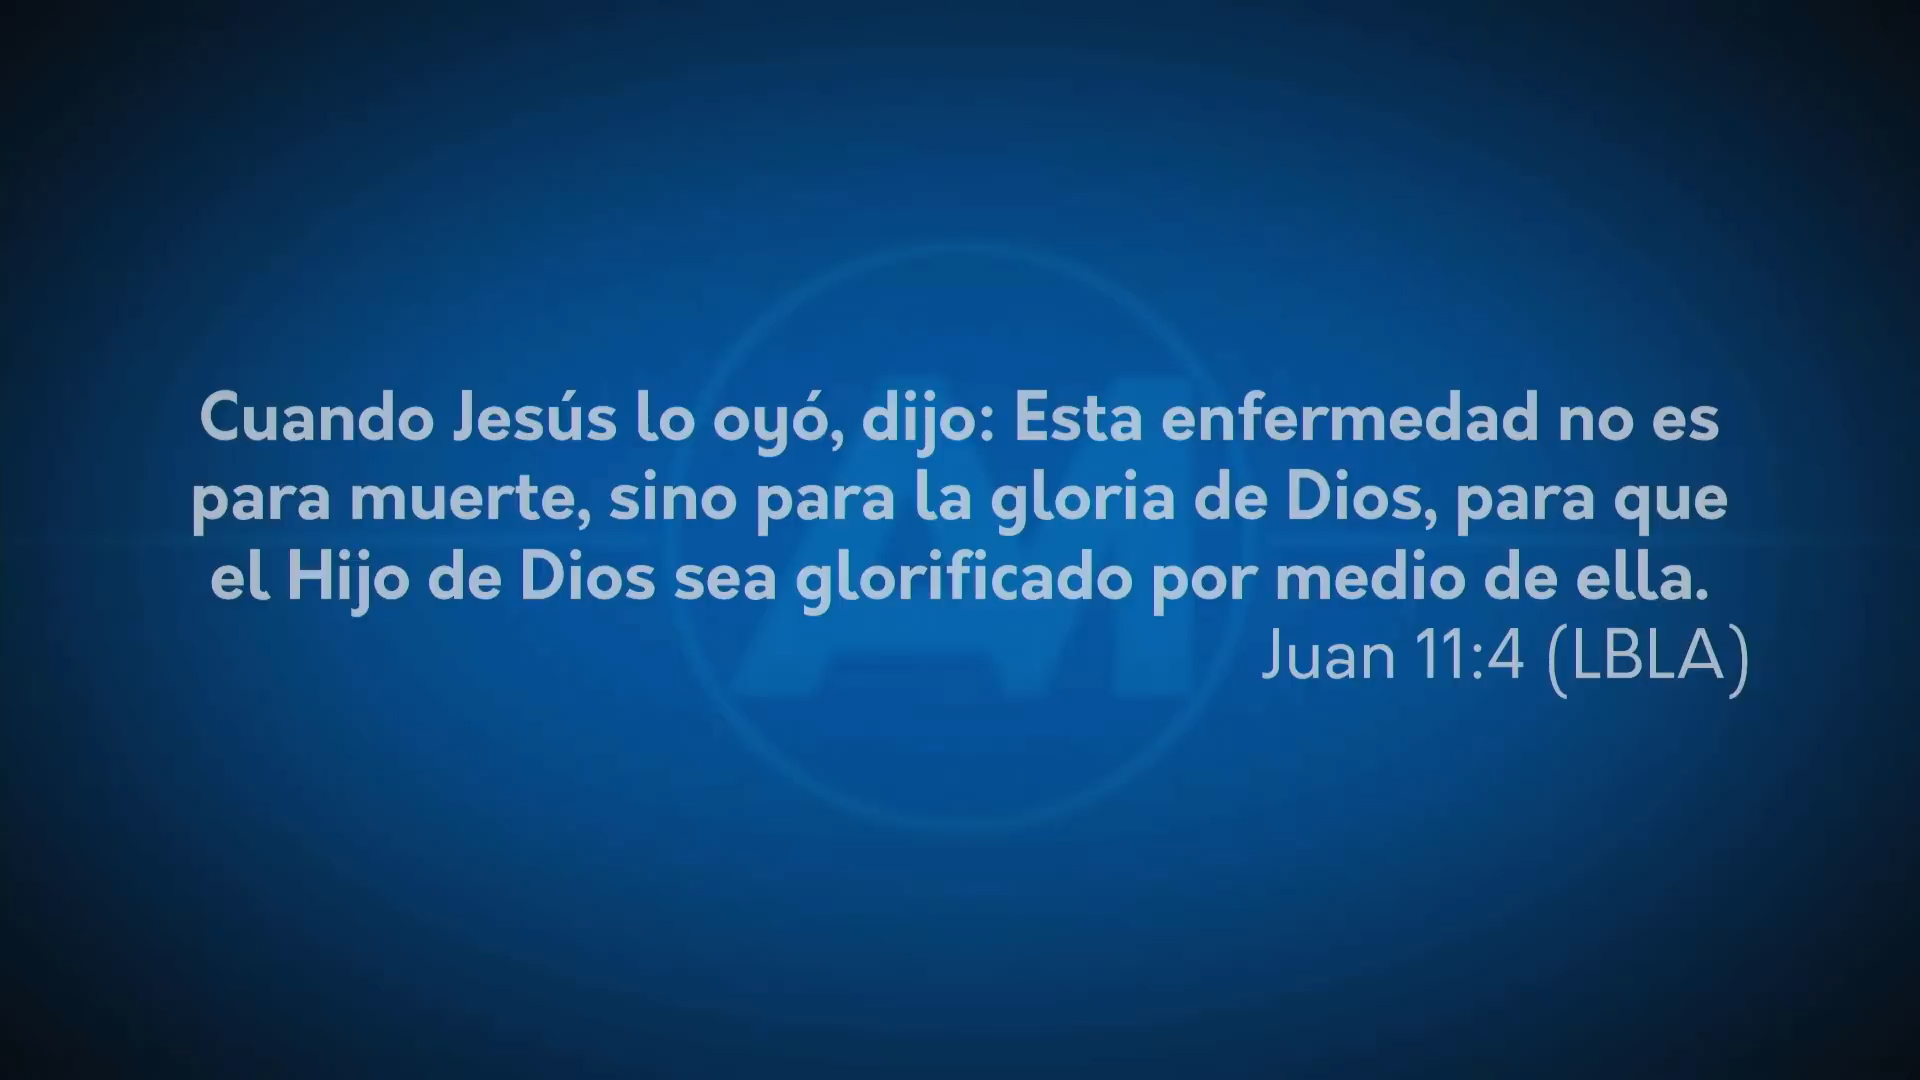 Cuando Jesús lo oyó, dijo: Esta enfermedad no es
para muerte, sino para la gloria de Dios, para que
el Hijo de Dios sea glorificado por medio de ella.
Juan 11:4 (LBLA)
AM